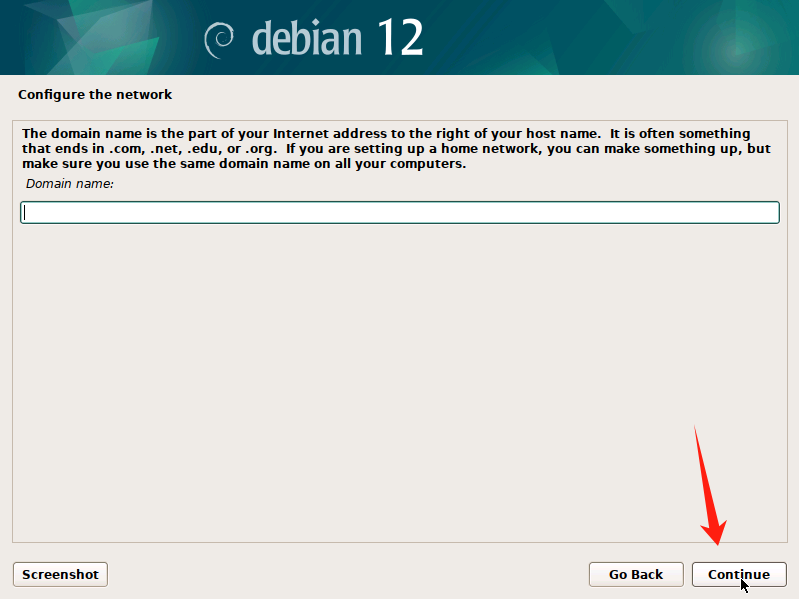 debian 12
Configure the network
The domain name is the part of your Internet address to the right of your host name.  It is often something
that ends in .com, .net, .edu, or .org.  If you are setting up a home network, you can make something up, but
make sure you use the same domain name on all your computers.
Domain name:
Screenshot
Go Back
Continue